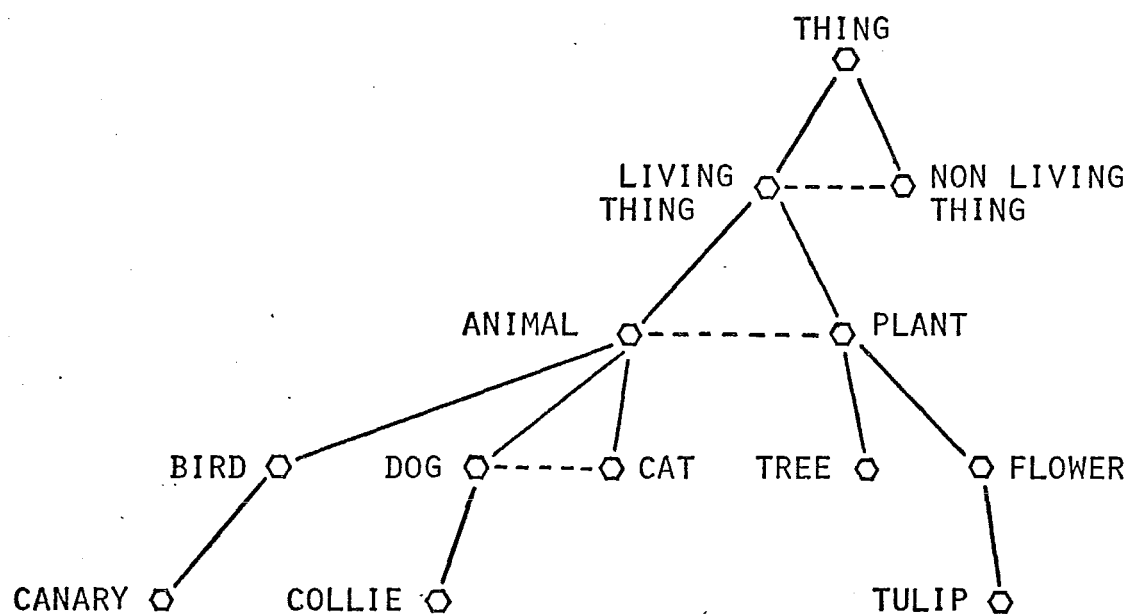 THING
LIVING
THING
NON LIVING
THING
ANIMAL
PLANT
BIRD
DOG
CAT
TREE
FLOWER
CANARY
COLLIE
TULIP